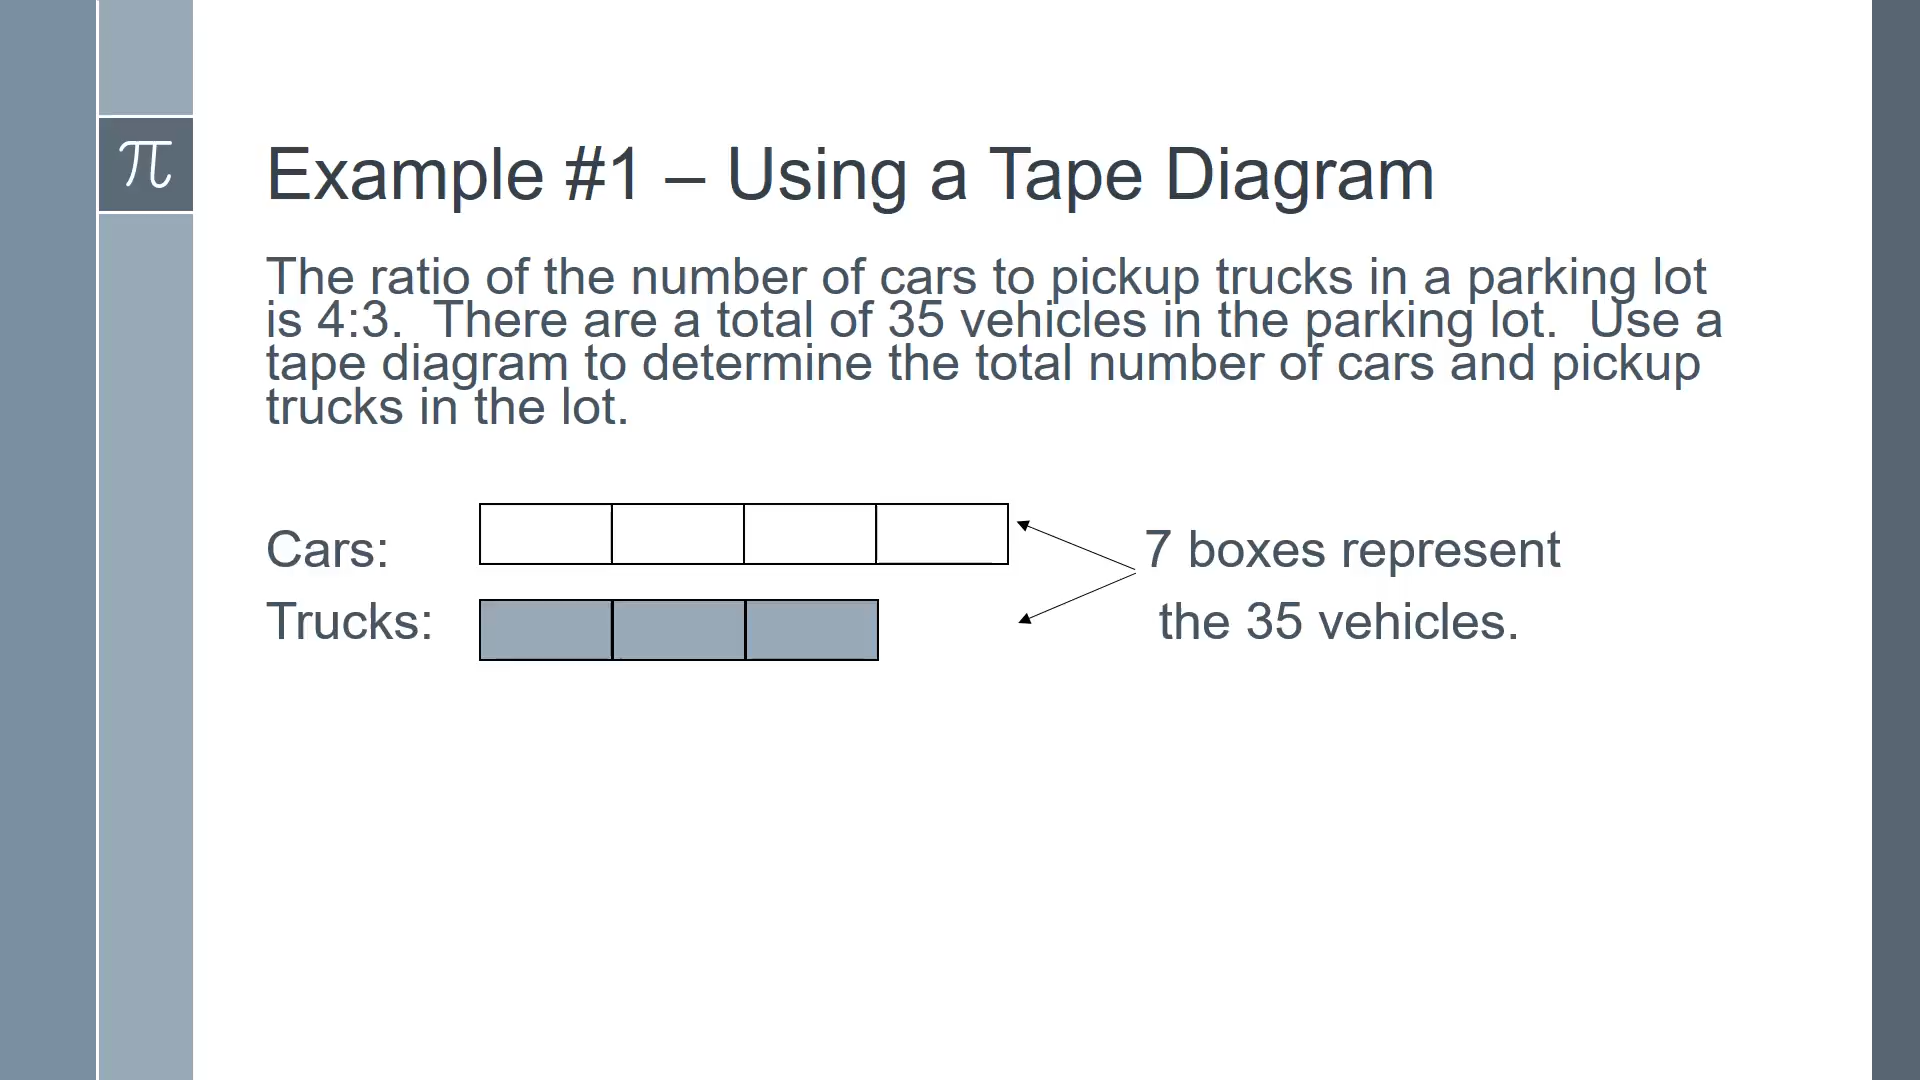 π
Example #1 – Using a Tape Diagram
The ratio of the number of cars to pickup trucks in a parking lot
is 4:3.  There are a total of 35 vehicles in the parking lot.  Use a
tape diagram to determine the total number of cars and pickup
trucks in the lot.
Cars:
7 boxes represent
Trucks:
the 35 vehicles.